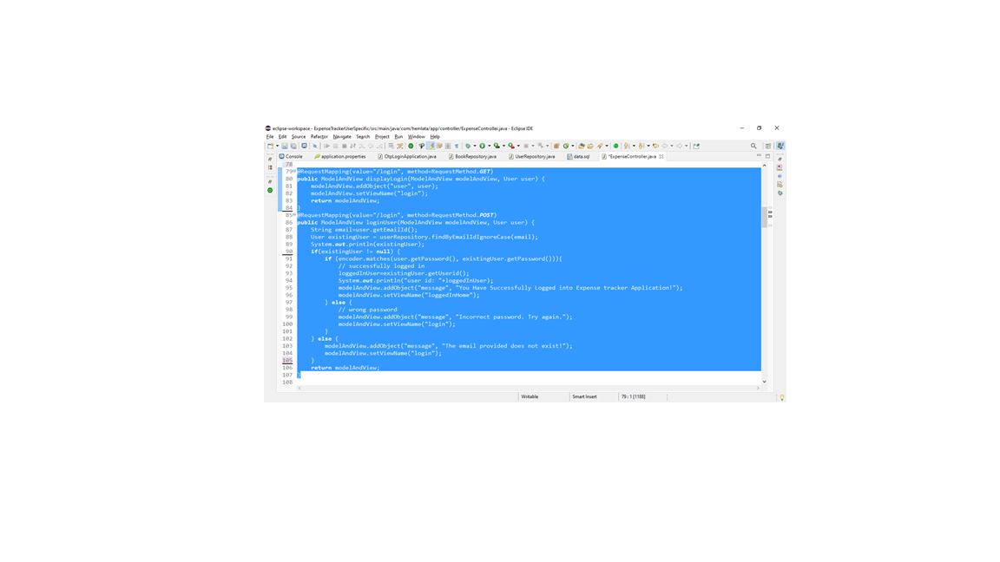 eclipse-workspace - ExpenseTrackerUserSpecific/src/main/java/com/hemlata/app/controller/ExpenseController.java - Eclipse IDE
File Edit Source Refactor Navigate Search Project Run Window Help
Console application.properties OtpLoginApplication.java BookRepository.java UserRepository.java data.sql *ExpenseController.java
78
79 @RequestMapping(value="/login", method=RequestMethod.GET)
80 public ModelAndView displayLogin(ModelAndView modelAndView, User user) {
81 modelAndView.addObject("user", user);
82 modelAndView.setViewName("login");
83 return modelAndView;
84 }
85 @RequestMapping(value="/login", method=RequestMethod.POST)
86 public ModelAndView loginUser(ModelAndView modelAndView, User user) {
87 String email=user.getEmailId();
88 User existingUser = userRepository.findByEmailIdIgnoreCase(email);
89 System.out.println(existingUser);
90 if(existingUser != null) {
91 if (encoder.matches(user.getPassword(), existingUser.getPassword())){
92 // successfully logged in
93 loggedInUser=existingUser.getUserid();
94 System.out.println("user id: "+loggedInUser);
95 modelAndView.addObject("message", "You Have Successfully Logged into Expense tracker Application!");
96 modelAndView.setViewName("loggedInHome");
97 } else {
98 // wrong password
99 modelAndView.addObject("message", "Incorrect password. Try again.");
100 modelAndView.setViewName("login");
101 }
102 } else {
103 modelAndView.addObject("message", "The email provided does not exist!");
104 modelAndView.setViewName("login");
105 }
106 return modelAndView;
107 }
108
Writable Smart Insert 79 : 1 [1188]